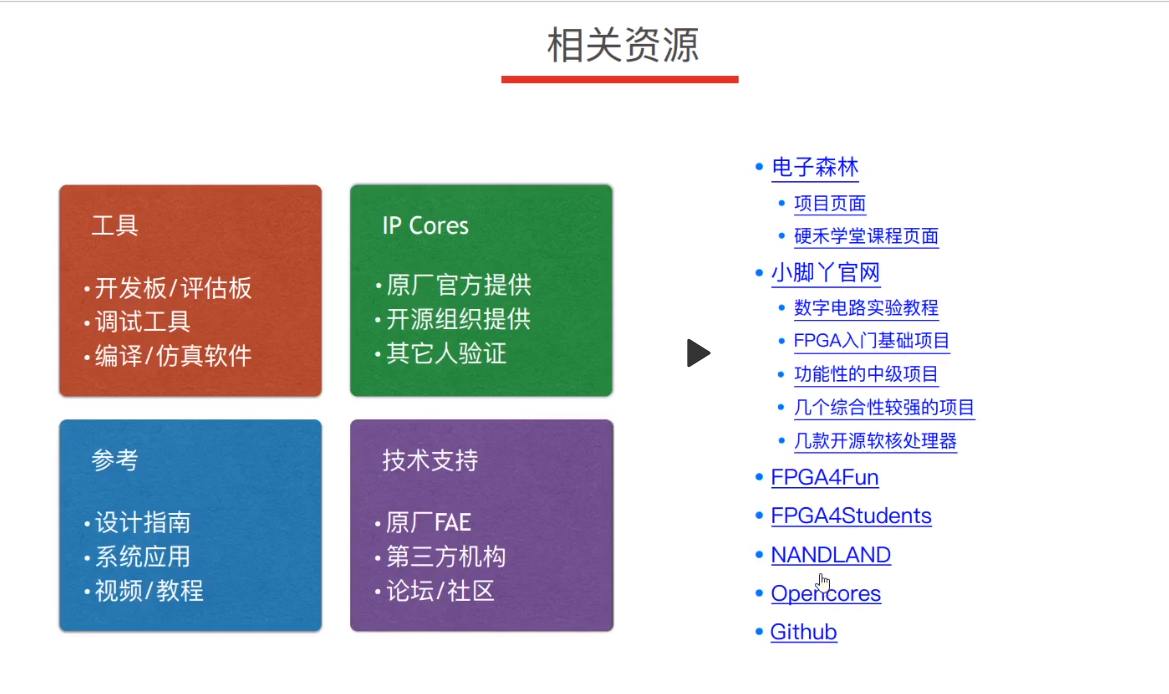 相关资源
工具
•开发板/评估板
•调试工具
•编译/仿真软件
IP Cores
•原厂官方提供
•开源组织提供
•其它人验证
参考
•设计指南
•系统应用
•视频/教程
技术支持
•原厂FAE
•第三方机构
•论坛/社区
• 电子森林
• 项目页面
• 硬禾学堂课程页面
• 小脚丫官网
• 数字电路实验教程
• FPGA入门基础项目
• 功能性的中级项目
• 几个综合性较强的项目
• 几款开源软核处理器
• FPGA4Fun
• FPGA4Students
• NANDLAND
• Opencores
• Github